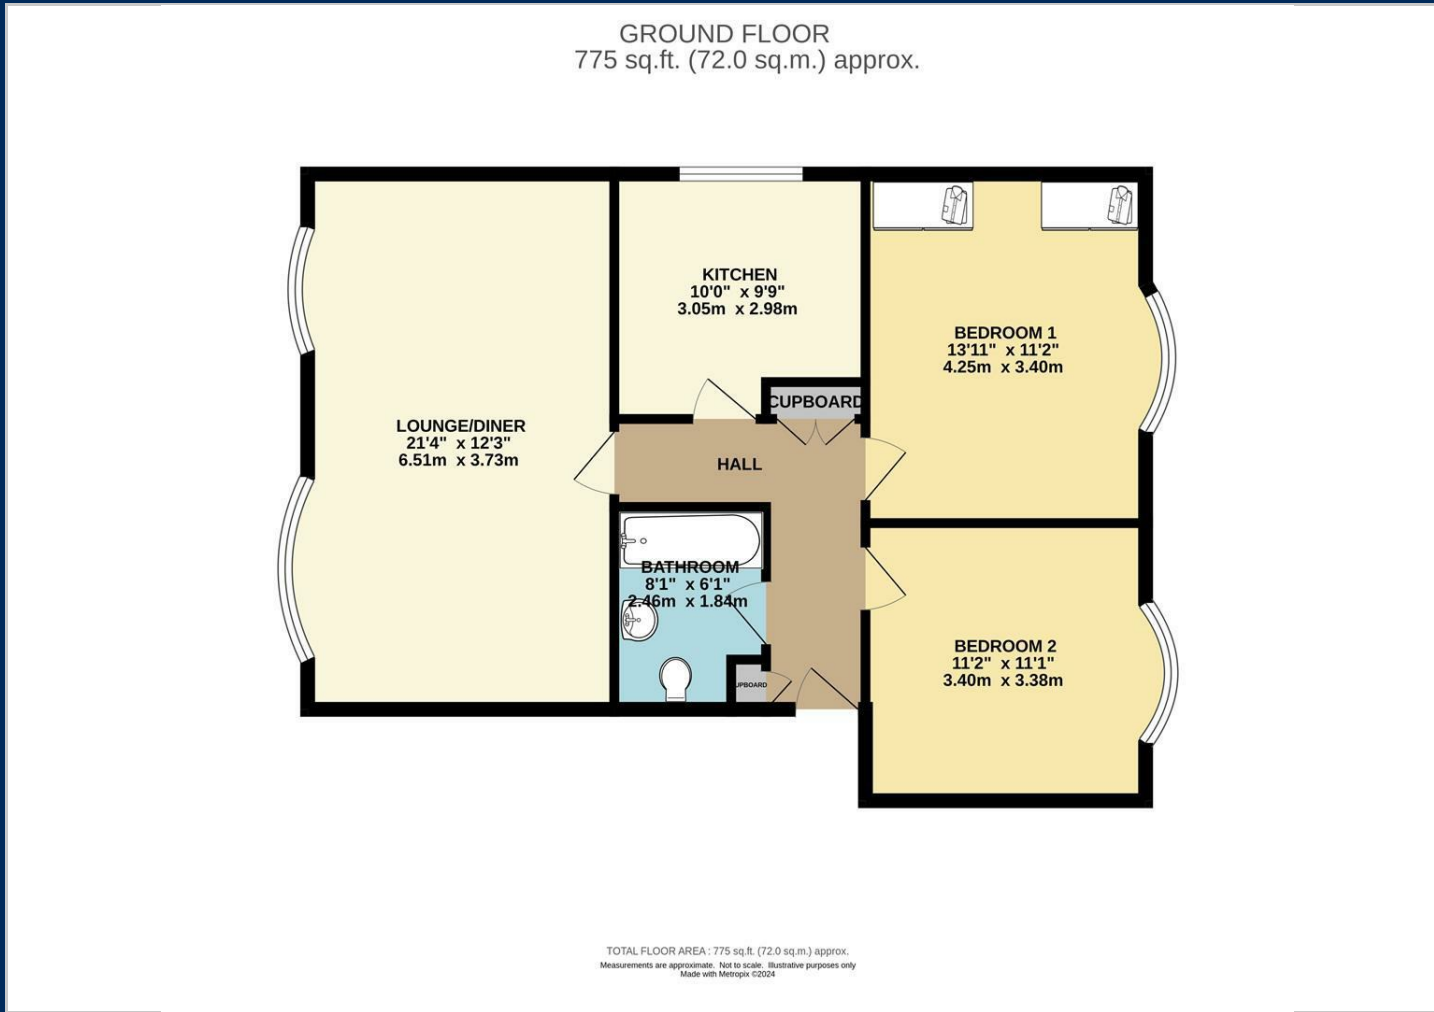 GROUND FLOOR
775 sq.ft. (72.0 sq.m.) approx.
KITCHEN
10'0" x 9'9"
3.05m x 2.98m
BEDROOM 1
13'11" x 11'2"
4.25m x 3.40m
CUPBOARD
LOUNGE/DINER
21'4" x 12'3"
6.51m x 3.73m
HALL
BATHROOM
8'1" x 6'1"
2.46m x 1.84m
BEDROOM 2
11'2" x 11'1"
3.40m x 3.38m
UPBOARD
TOTAL FLOOR AREA : 775 sq.ft. (72.0 sq.m.) approx.
Measurements are approximate. Not to scale. Illustrative purposes only
Made with Metropix ©2024